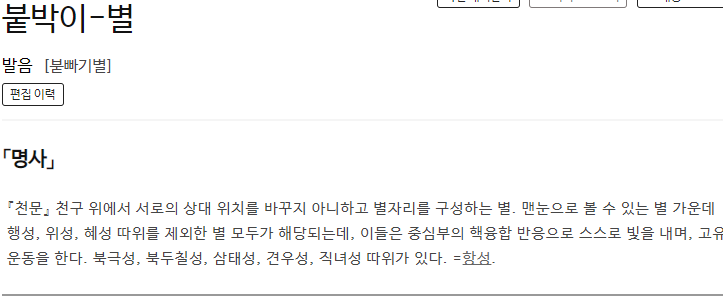 붙박이-별
발음 [붇빠기별]
편집 이력
「명사」
『천문』 천구 위에서 서로의 상대 위치를 바꾸지 아니하고 별자리를 구성하는 별. 맨눈으로 볼 수 있는 별 가운데
행성, 위성, 혜성 따위를 제외한 별 모두가 해당되는데, 이들은 중심부의 핵융합 반응으로 스스로 빛을 내며, 고유
운동을 한다. 북극성, 북두칠성, 삼태성, 견우성, 직녀성 따위가 있다. =항성.